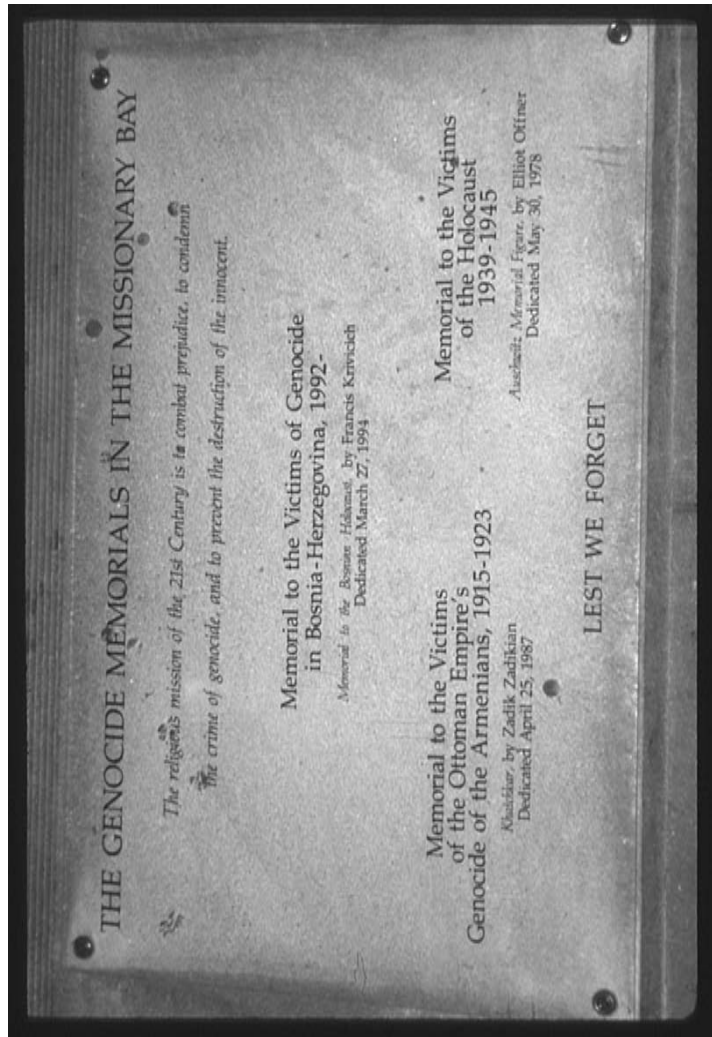 THE GENOCIDE MEMORIALS IN THE MISSIONARY BAY
The religious mission of the 21st Century is to combat prejudice, to condemn
the crime of genocide, and to prevent the destruction of the innocent.
Memorial to the Victims of Genocide
in Bosnia-Herzegovina, 1992-
Memorial to the Bosnian Holocaust, by Francis Krivicich
Dedicated March 27, 1994
Memorial to the Victims
of the Ottoman Empire's
Genocide of the Armenians, 1915-1923
Khatchkar, by Zadik Zadikian
Dedicated April 25, 1987
Memorial to the Victims
of the Holocaust
1939-1945
Auschwitz Memorial Figure, by Elliot Offner
Dedicated May 30, 1978
LEST WE FORGET